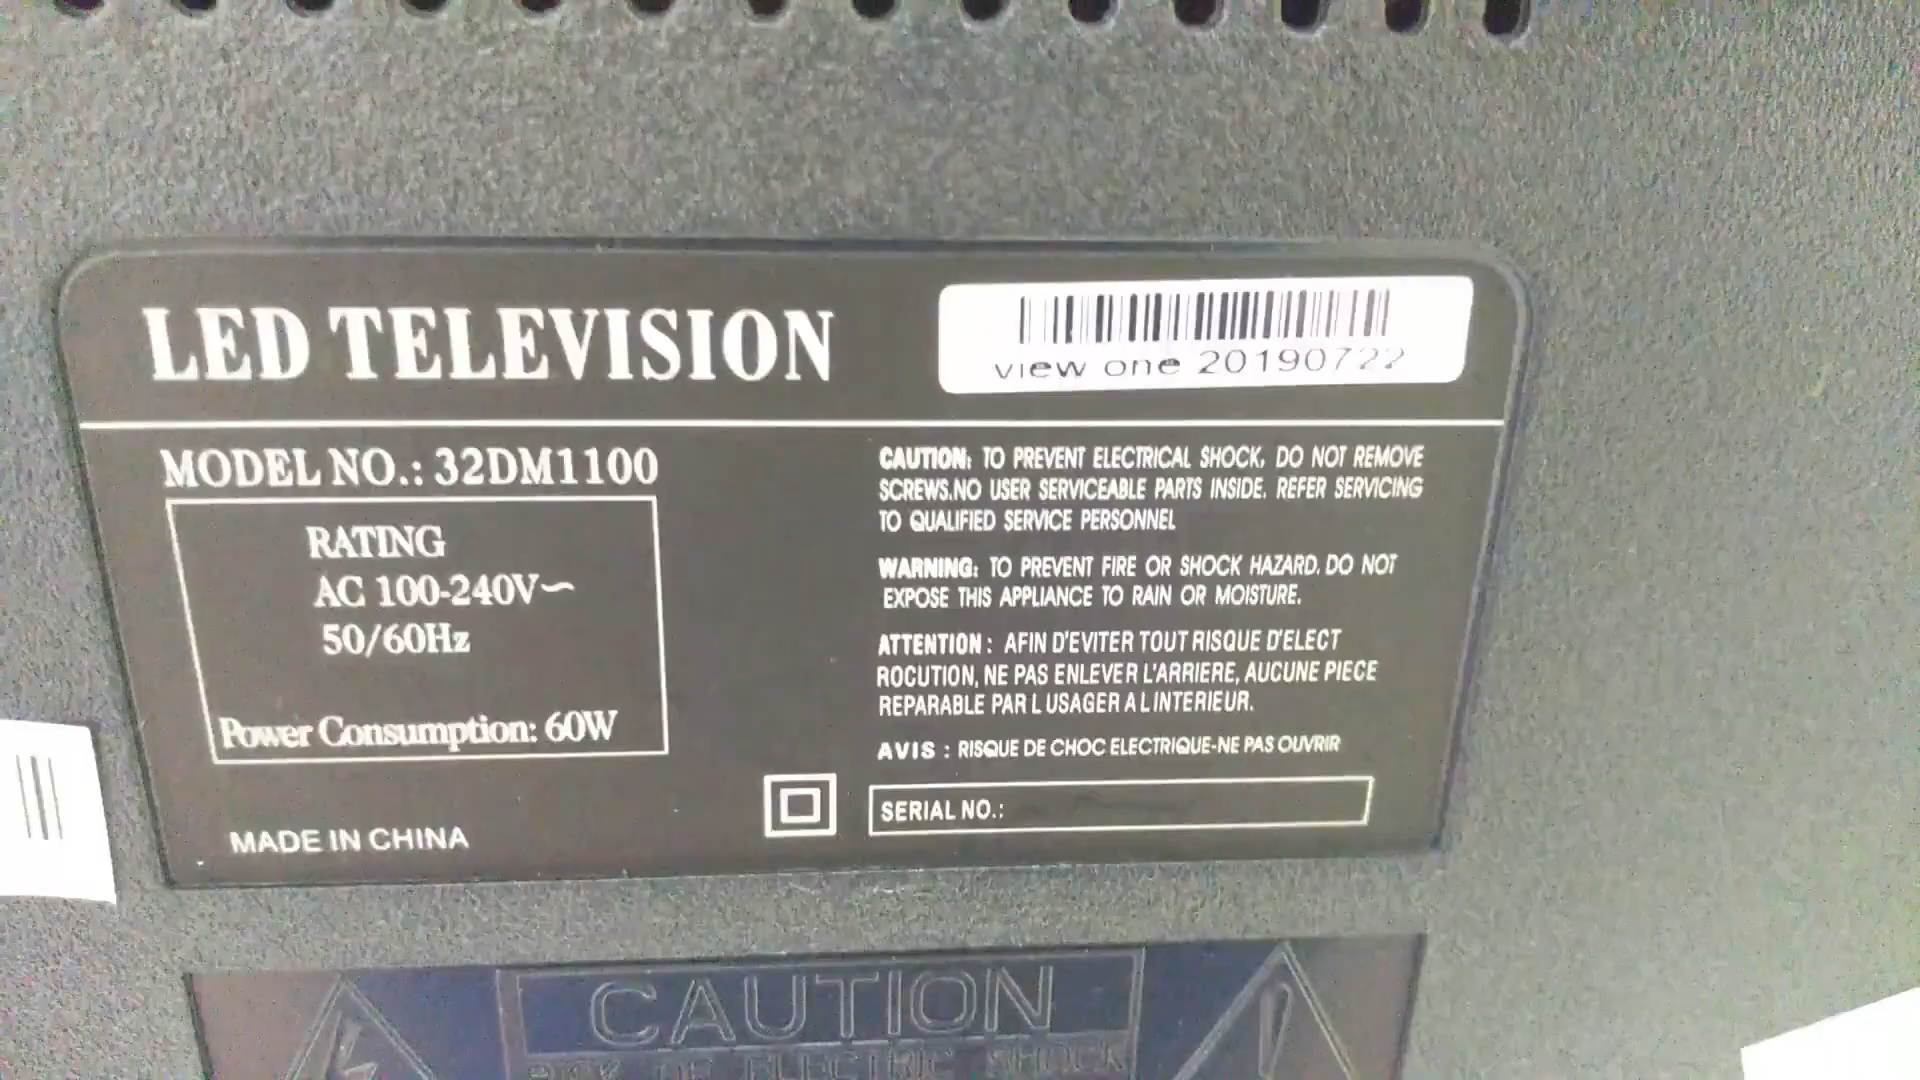 LED TELEVISION
view one 20190722
MODEL NO.: 32DM1100
RATING
AC 100-240V~
50/60Hz
Power Consumption: 60W
MADE IN CHINA
CAUTION: TO PREVENT ELECTRICAL SHOCK, DO NOT REMOVE
SCREWS.NO USER SERVICEABLE PARTS INSIDE. REFER SERVICING
TO QUALIFIED SERVICE PERSONNEL
WARNING: TO PREVENT FIRE OR SHOCK HAZARD. DO NOT
EXPOSE THIS APPLIANCE TO RAIN OR MOISTURE.
ATTENTION : AFIN D'EVITER TOUT RISQUE D'ELECT
ROCUTION, NE PAS ENLEVER L'ARRIERE, AUCUNE PIECE
REPARABLE PAR L USAGER A L INTERIEUR.
AVIS : RISQUE DE CHOC ELECTRIQUE-NE PAS OUVRIR
SERIAL NO.:
CAUTION
ELECTRIC SHOCK